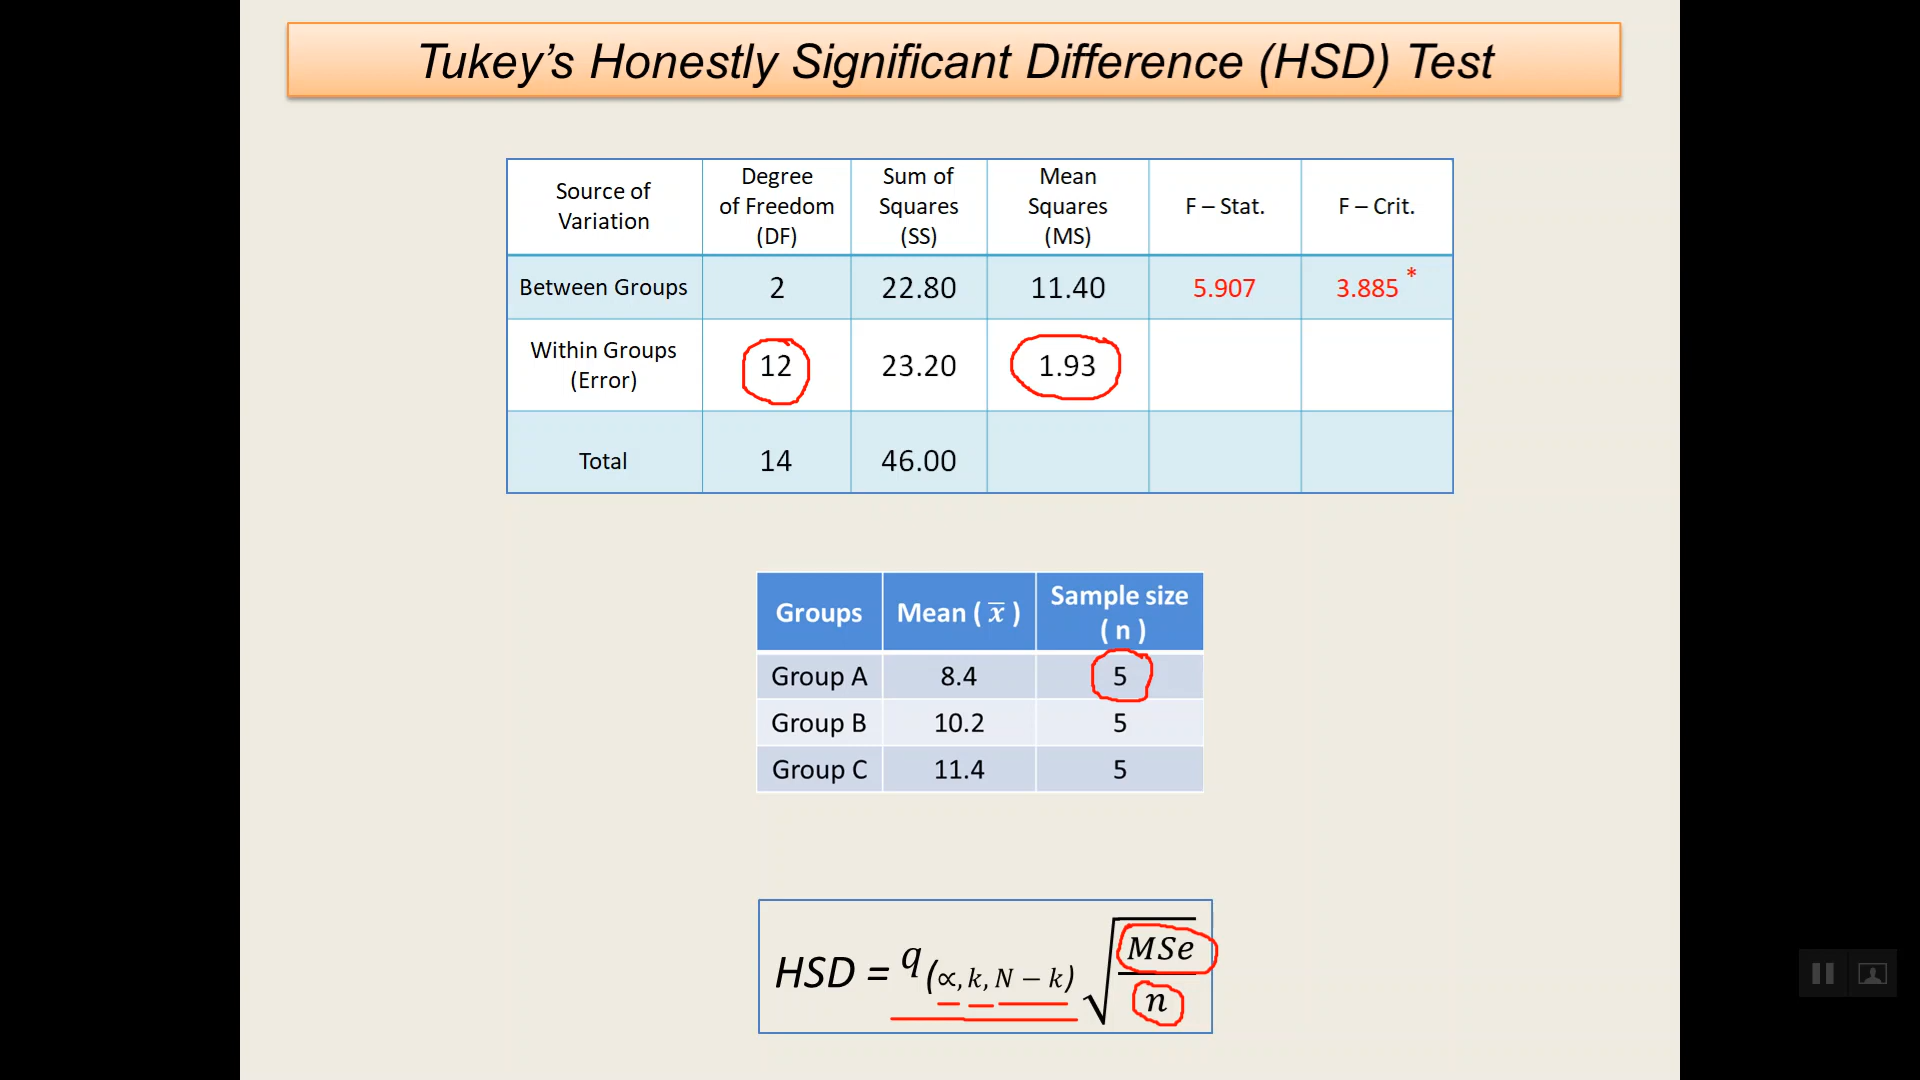 Tukey's Honestly Significant Difference (HSD) Test
Source of Variation | Degree of Freedom (DF) | Sum of Squares (SS) | Mean Squares (MS) | F – Stat. | F – Crit.
Between Groups | 2 | 22.80 | 11.40 | 5.907 | 3.885 *
Within Groups (Error) | 12 | 23.20 | 1.93
Total | 14 | 46.00
Groups | Mean ( x̅ ) | Sample size ( n )
Group A | 8.4 | 5
Group B | 10.2 | 5
Group C | 11.4 | 5
HSD = q(∝, k, N − k) √(MSe / n)